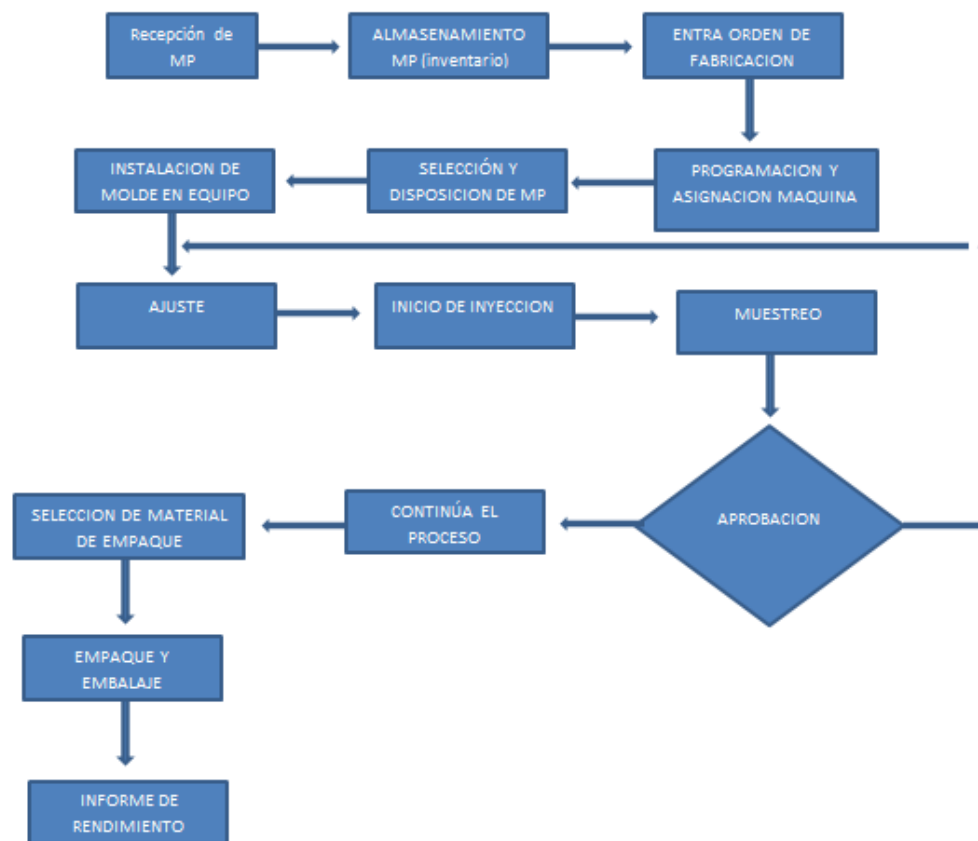 Recepción de
MP
ALMASENAMIENTO
MP (inventario)
ENTRA ORDEN DE
FABRICACION
PROGRAMACION Y
ASIGNACION MAQUINA
SELECCIÓN Y
DISPOSICION DE MP
INSTALACION DE
MOLDE EN EQUIPO
AJUSTE
INICIO DE INYECCION
MUESTREO
APROBACION
CONTINÚA EL
PROCESO
SELECCION DE MATERIAL
DE EMPAQUE
EMPAQUE Y
EMBALAJE
INFORME DE
RENDIMIENTO